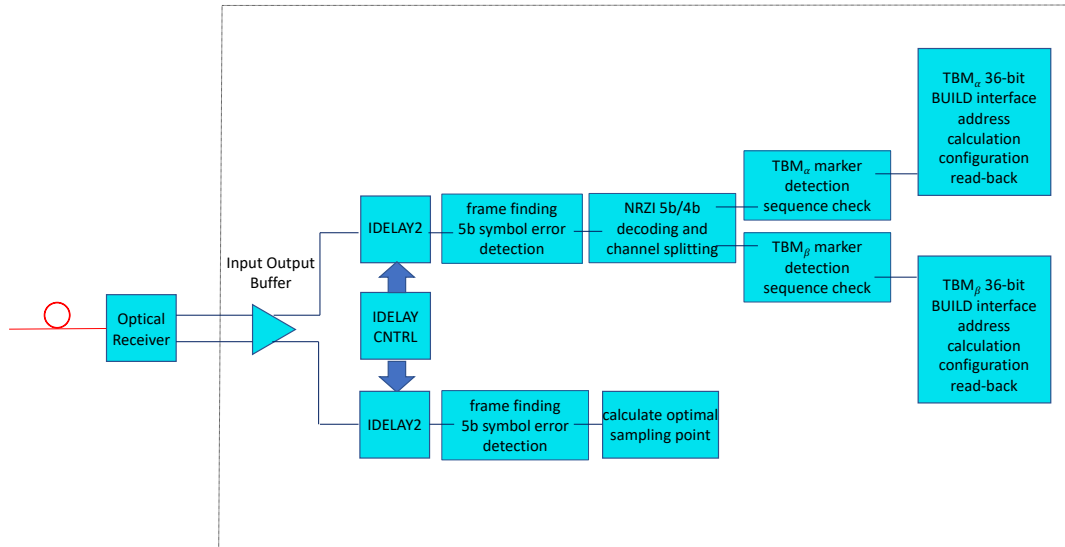 Optical
Receiver
Input Output
Buffer
IDELAY2
IDELAY
CNTRL
IDELAY2
frame finding
5b symbol error
detection
NRZI 5b/4b
decoding and
channel splitting
TBMα marker
detection
sequence check
TBMα 36-bit
BUILD interface
address
calculation
configuration
read-back
TBMβ marker
detection
sequence check
TBMβ 36-bit
BUILD interface
address
calculation
configuration
read-back
frame finding
5b symbol error
detection
calculate optimal
sampling point